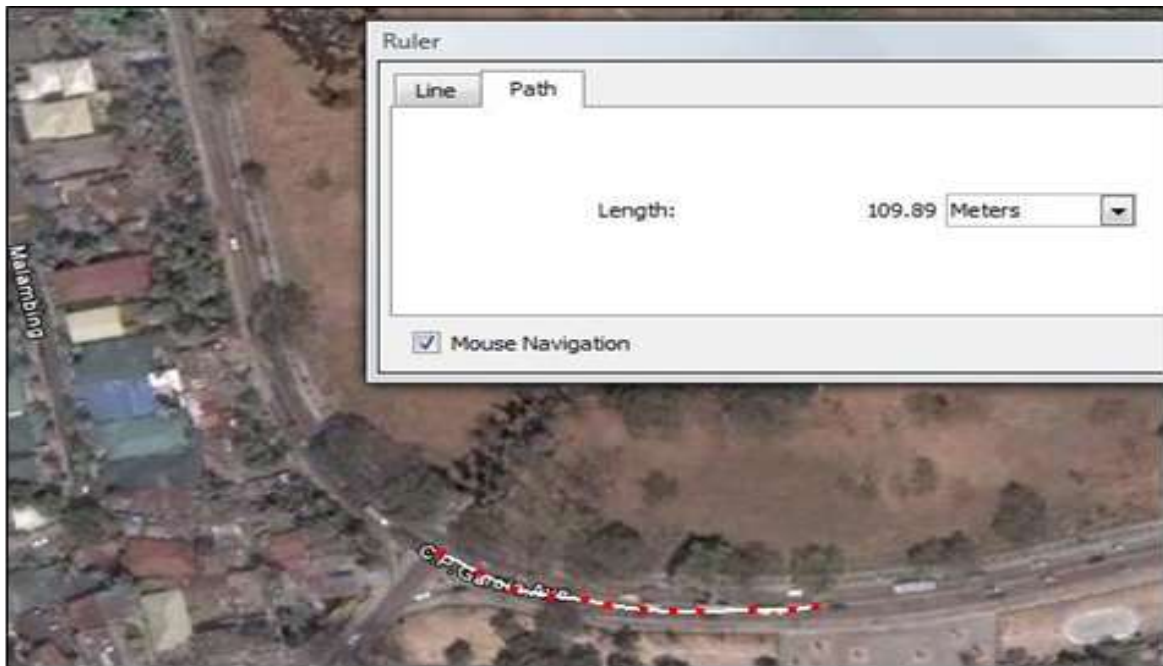 Ruler
Line
Path
Length:
109.89
Meters
Mouse Navigation
Malambing
C.P.